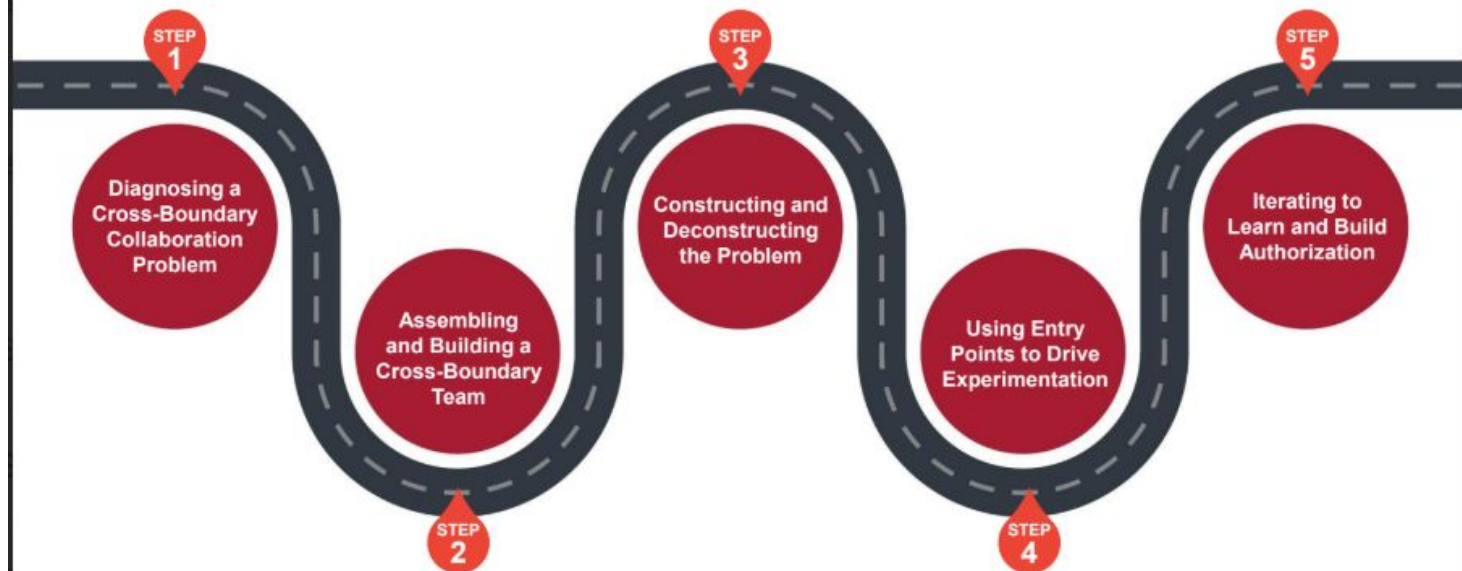 STEP
1
Diagnosing a
Cross-Boundary
Collaboration
Problem
STEP
2
Assembling
and Building a
Cross-Boundary
Team
STEP
3
Constructing and
Deconstructing
the Problem
STEP
4
Using Entry
Points to Drive
Experimentation
STEP
5
Iterating to
Learn and Build
Authorization